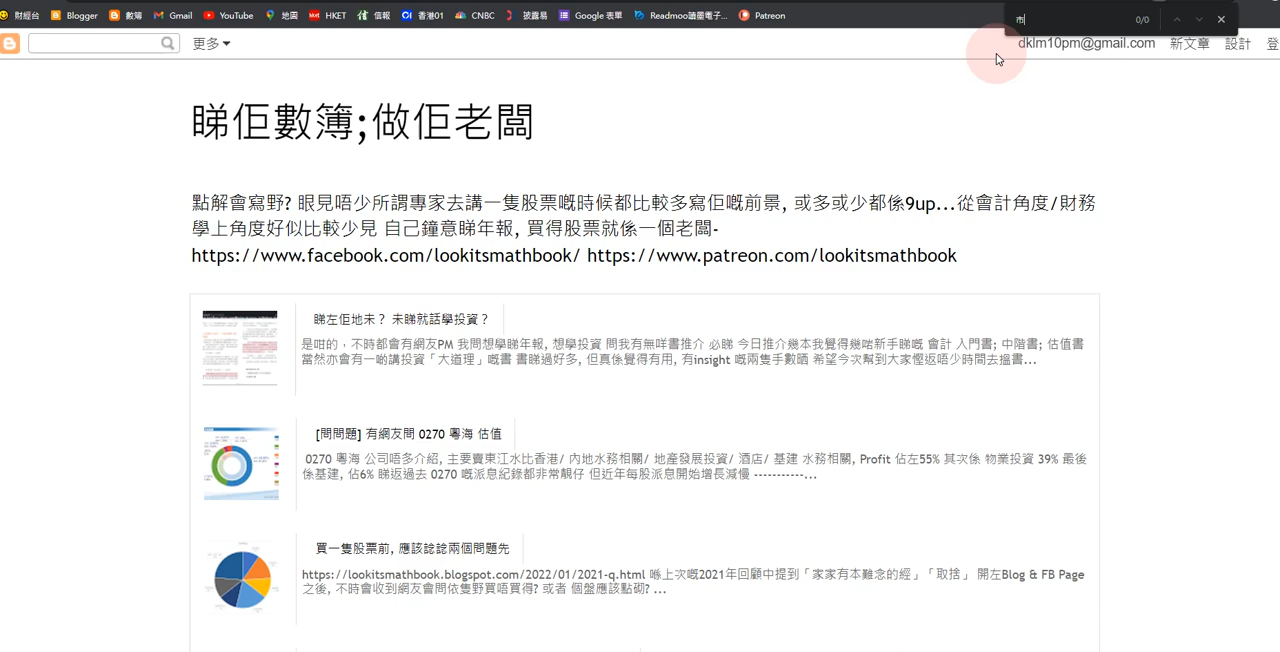 財經台 Blogger 數簿 Gmail YouTube 地圖 HKET 信報 香港01 CNBC 披露易 Google 表單 Readmoo讀墨電子... Patreon
市 0/0
更多 dklm10pm@gmail.com 新文章 設計 登
睇佢數簿;做佢老闆
點解會寫野? 眼見唔少所謂專家去講一隻股票嘅時候都比較多寫佢嘅前景, 或多或少都係9up...從會計角度/財務
學上角度好似比較少見 自己鐘意睇年報, 買得股票就係一個老闆-
https://www.facebook.com/lookitsmathbook/ https://www.patreon.com/lookitsmathbook
睇左佢地未？ 未睇就話學投資？
是咁的，不時都會有網友PM 我問想學睇年報, 想學投資 問我有無咩書推介 必睇 今日推介幾本我覺得幾啱新手睇嘅 會計 入門書; 中階書; 估值書
當然亦會有一啲講投資「大道理」嘅書 書睇過好多, 但真係覺得有用, 有insight 嘅兩隻手數晒 希望今次幫到大家慳返唔少時間去搵書...
[問問題] 有網友問 0270 粵海 估值
0270 粵海 公司唔多介紹, 主要賣東江水比香港/ 內地水務相關/ 地產發展投資/ 酒店/ 基建 水務相關, Profit 佔左55% 其次係 物業投資 39% 最後
係基建, 佔6% 睇返過去 0270 嘅派息紀錄都非常靚仔 但近年每股派息開始增長減慢 ----------...
買一隻股票前, 應該諗諗兩個問題先
https://lookitsmathbook.blogspot.com/2022/01/2021-q.html 喺上次嘅2021年回顧中提到「家家有本難念的經」「取捨」 開左Blog & FB Page
之後, 不時會收到網友會問依隻野買唔買得? 或者 個盤應該點砌? ...